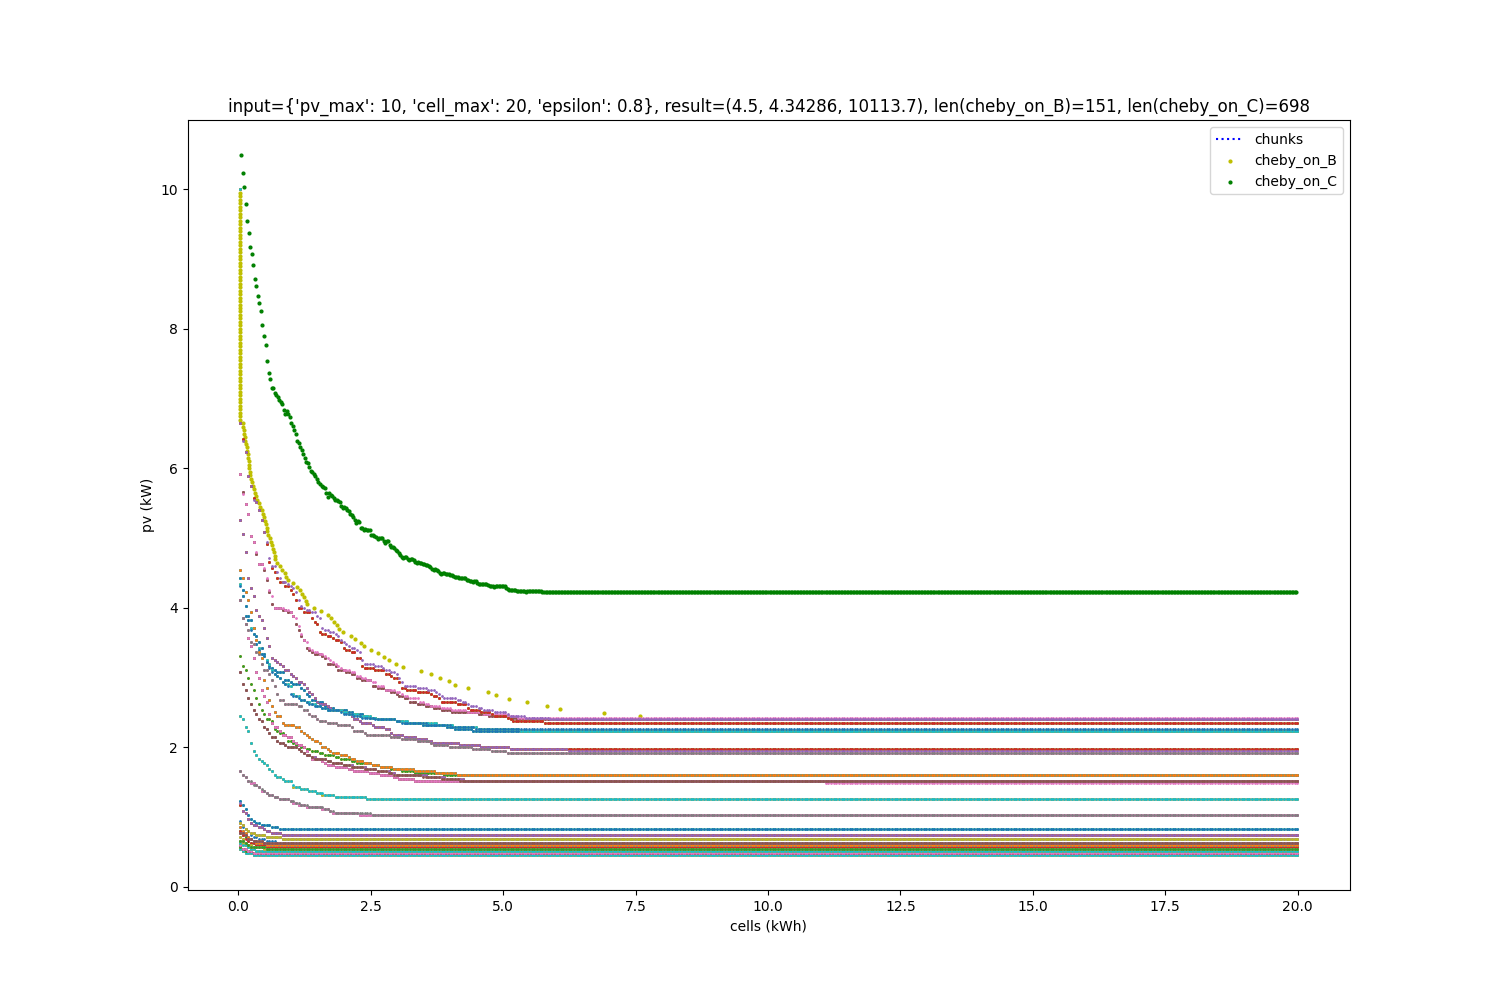 input={'pv_max': 10, 'cell_max': 20, 'epsilon': 0.8}, result=(4.5, 4.34286, 10113.7), len(cheby_on_B)=151, len(cheby_on_C)=698
chunks
cheby_on_B
cheby_on_C
10
8
6
4
2
0
pv (kW)
0.0 2.5 5.0 7.5 10.0 12.5 15.0 17.5 20.0
cells (kWh)